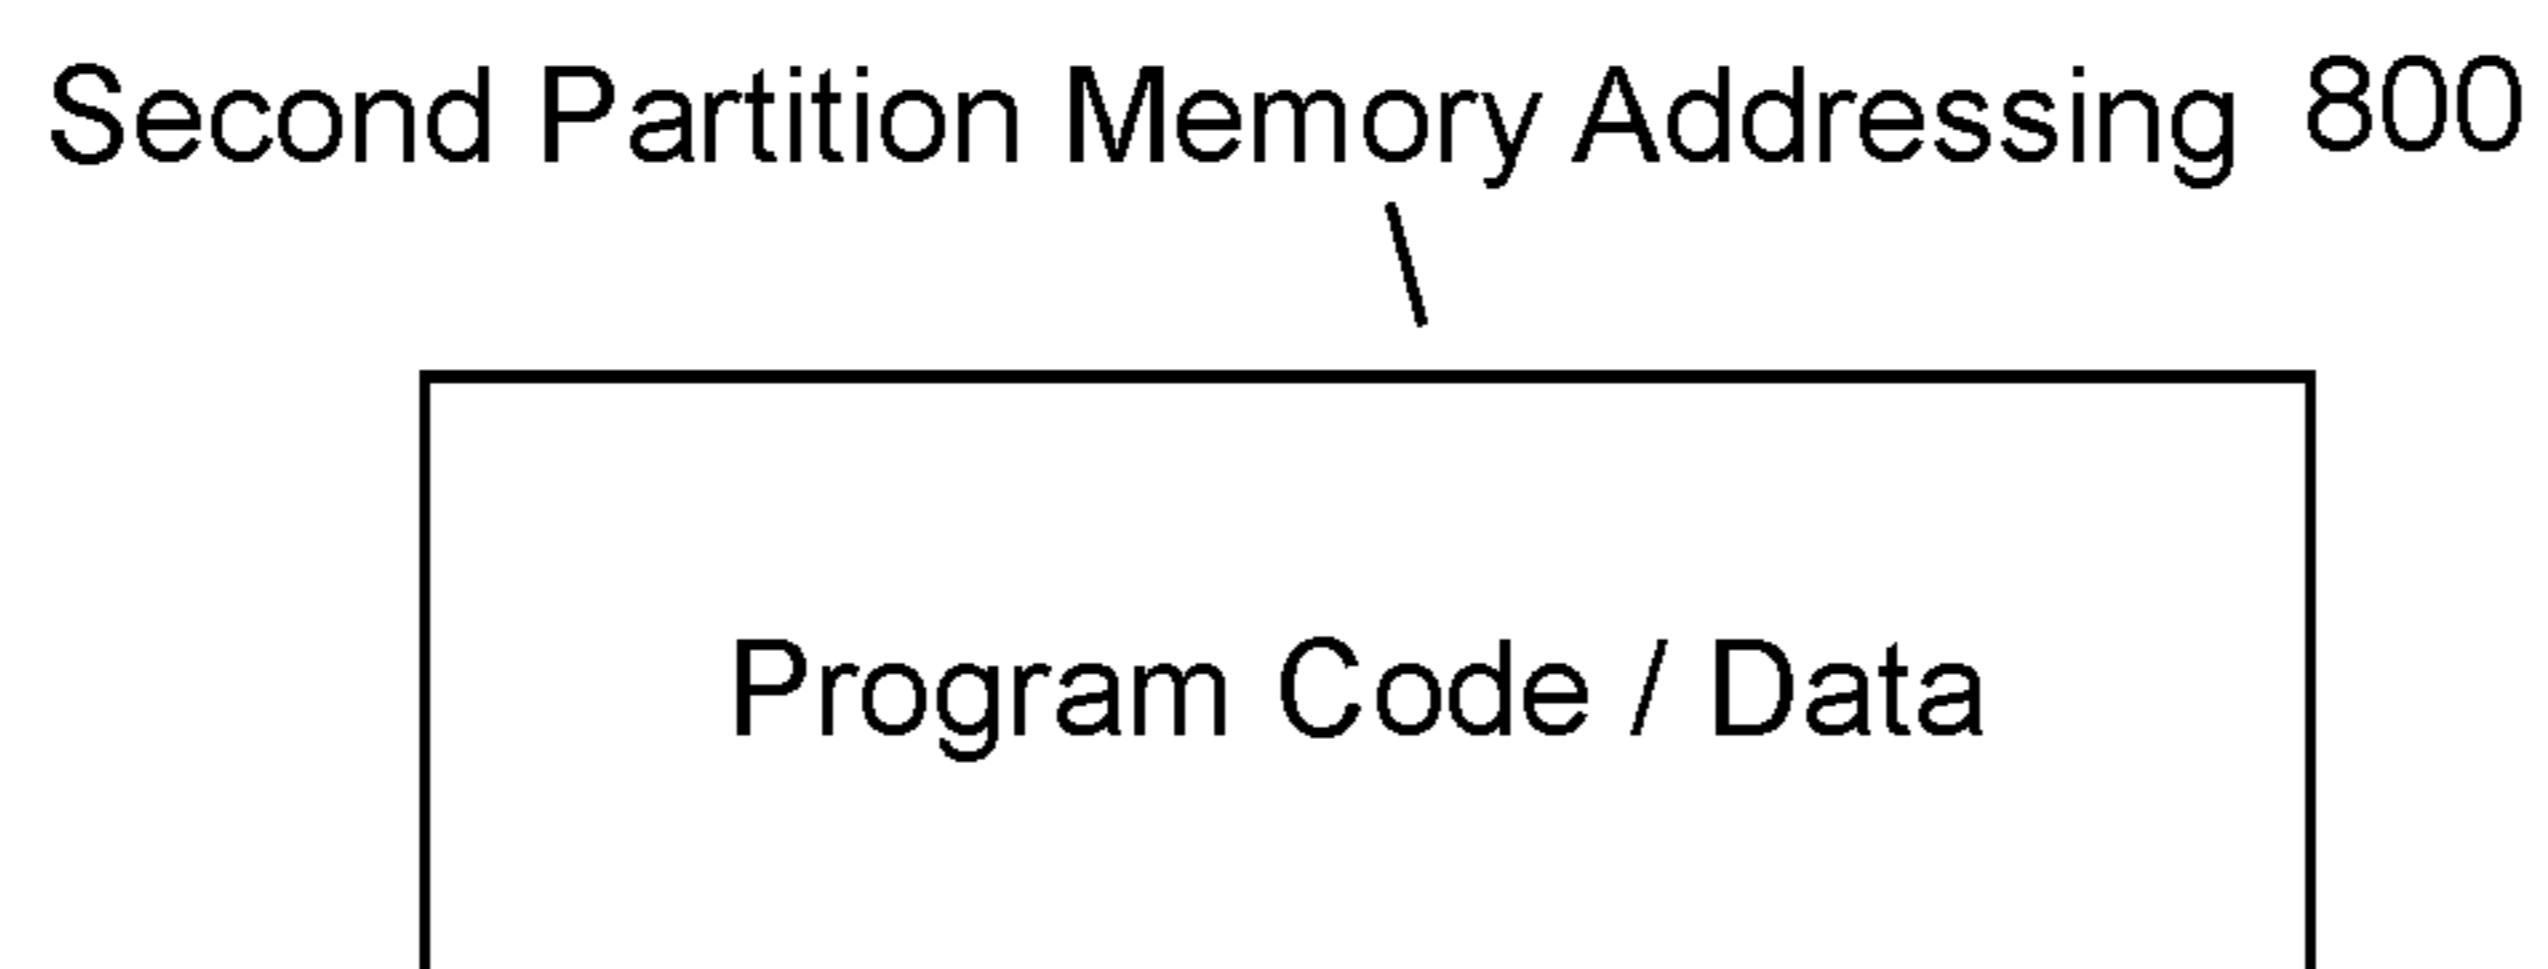 Second Partition Memory Addressing 800
Program Code / Data